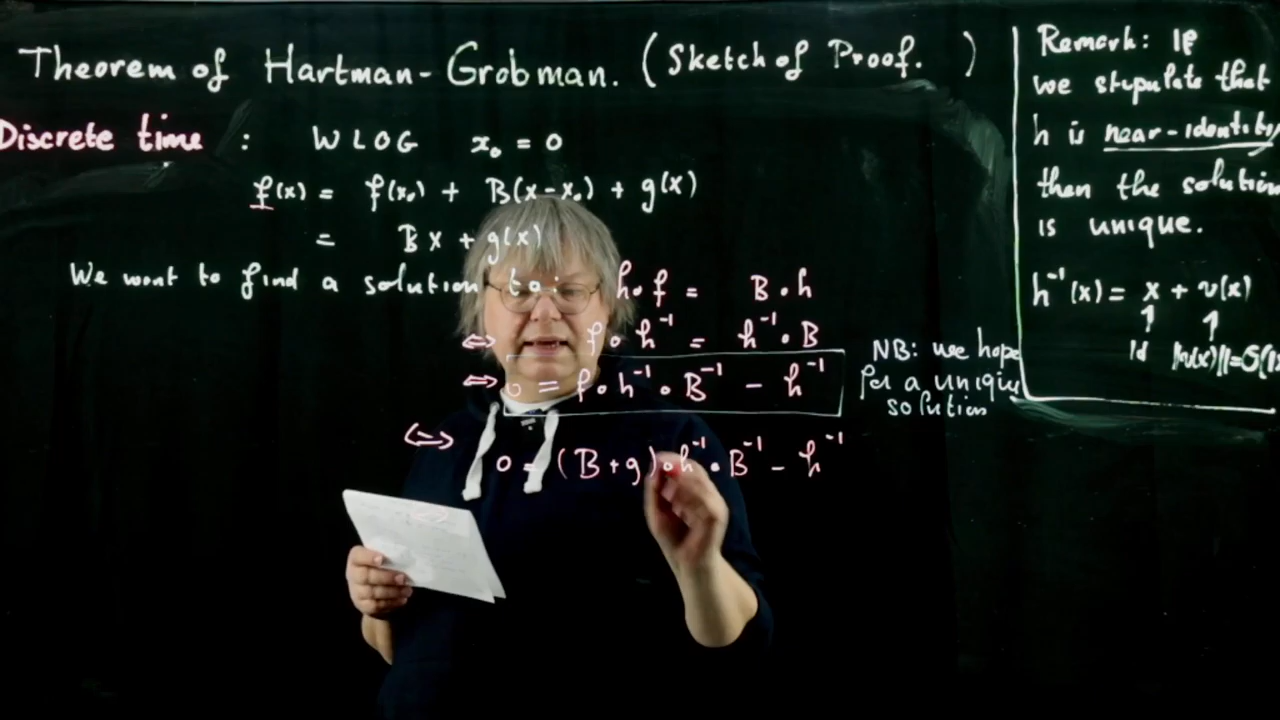 Theorem of Hartman-Grobman. (Sketch of Proof. )
Discrete time : WLOG x₀ = 0
f(x) = f(x₀) + B(x-x₀) + g(x)
= Bx + g(x)
We want to find a solution to: h∘f = B∘h
⇔ f∘h⁻¹ = h⁻¹∘B
⇔ 0 = f∘h⁻¹∘B⁻¹ - h⁻¹
⇔ 0 = (B+g)∘h⁻¹∘B⁻¹ - h⁻¹
NB: we hope
for a unique
solution
Remark: If
we stipulate that
h is near-identity,
then the solution
is unique.
h⁻¹(x) = x + v(x)
↑ ↑
Id